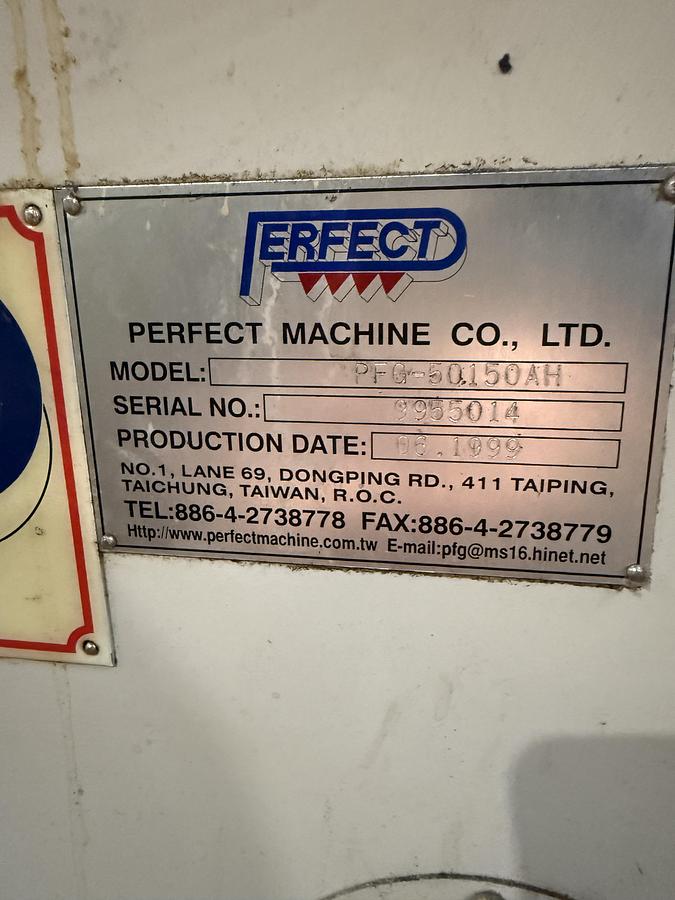 PERFECT
PERFECT MACHINE CO., LTD.
MODEL: PFG-50150AH
SERIAL NO.: 9955014
PRODUCTION DATE: 06.1999
NO.1, LANE 69, DONGPING RD., 411 TAIPING,
TAICHUNG, TAIWAN, R.O.C.
TEL:886-4-2738778 FAX:886-4-2738779
Http://www.perfectmachine.com.tw E-mail:pfg@ms16.hinet.net